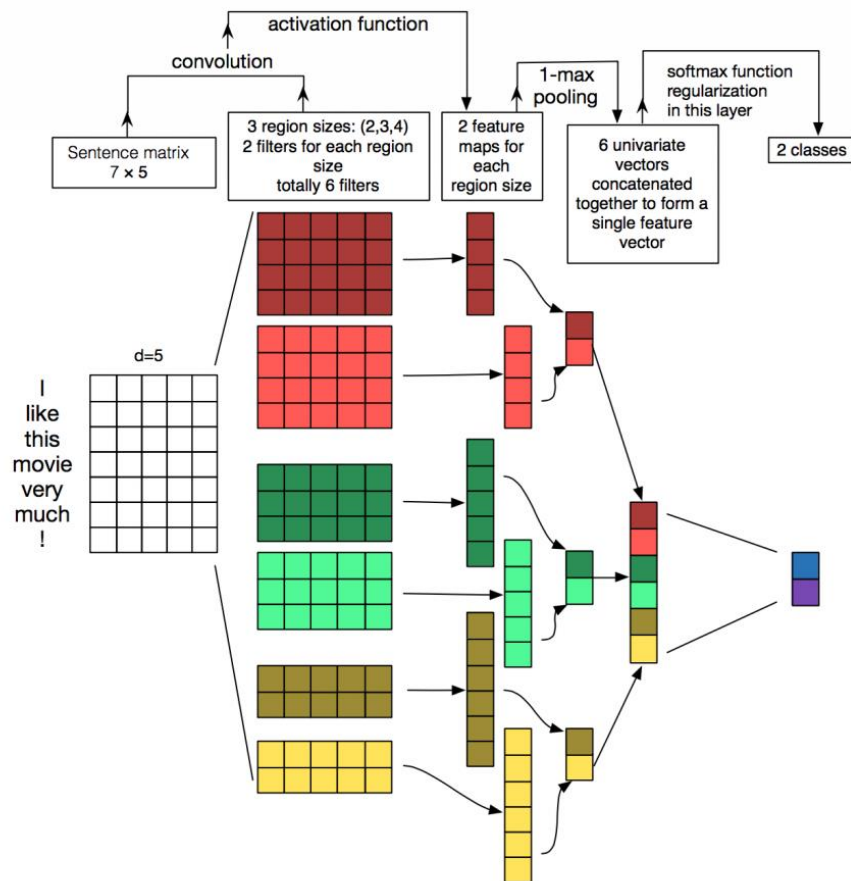 activation function
convolution
1-max
pooling
softmax function
regularization
in this layer
Sentence matrix
7 × 5
3 region sizes: (2,3,4)
2 filters for each region
size
totally 6 filters
2 feature
maps for
each
region size
6 univariate
vectors
concatenated
together to form a
single feature
vector
2 classes
d=5
I
like
this
movie
very
much
!